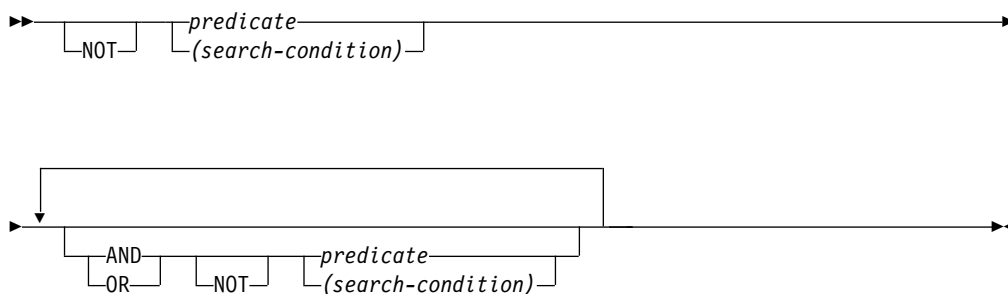 predicate
NOT (search-condition)
AND predicate
OR NOT (search-condition)